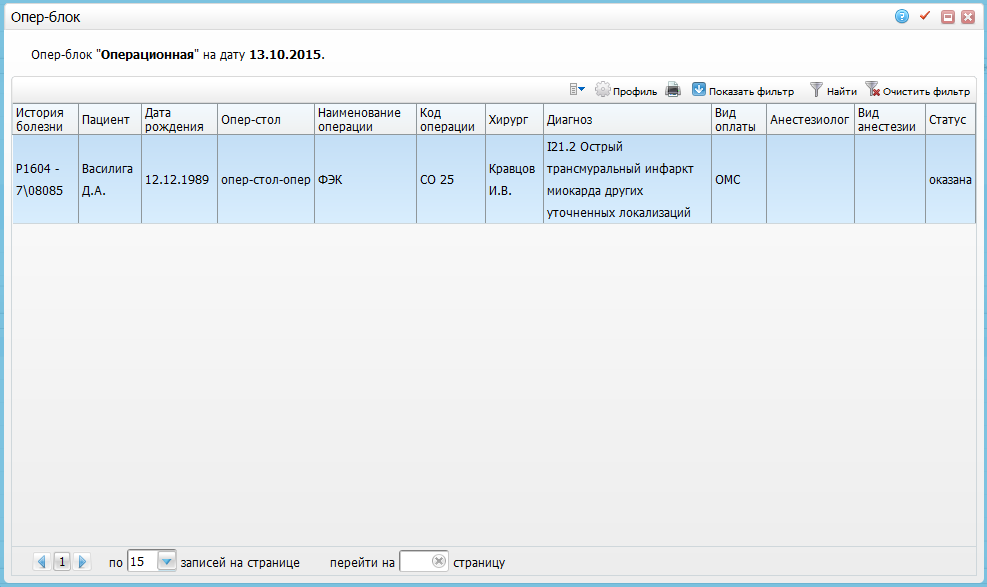 Опер-блок
Опер-блок "Операционная" на дату 13.10.2015.
Профиль Показать фильтр Найти Очистить фильтр
История болезни Пациент Дата рождения Опер-стол Наименование операции Код операции Хирург Диагноз Вид оплаты Анестезиолог Вид анестезии Статус
P1604 - 7\08085 Василига Д.А. 12.12.1989 опер-стол-опер ФЭК СО 25 Кравцов И.В. I21.2 Острый трансмуральный инфаркт миокарда других уточненных локализаций ОМС оказана
1 по 15 записей на странице перейти на страницу